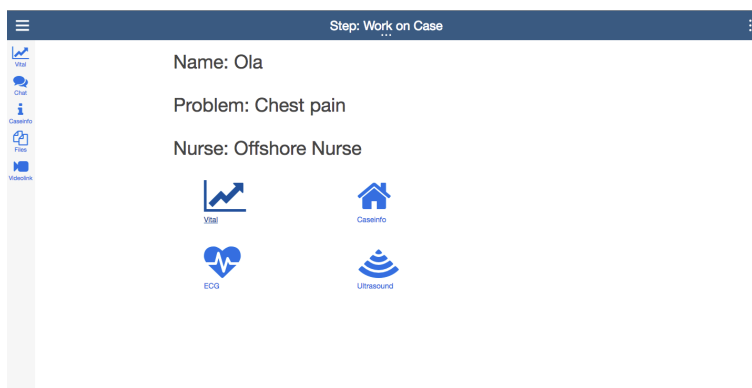 Step: Work on Case
Vital
Chat
Caseinfo
Files
Videolink
Name: Ola
Problem: Chest pain
Nurse: Offshore Nurse
Vital
Caseinfo
ECG
Ultrasound